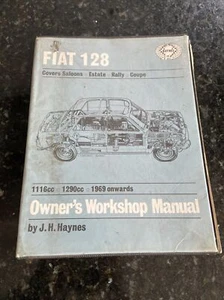 FIAT 128
Covers Saloons Estate Rally Coupe
1116cc 1290cc 1969 onwards
Owner's Workshop Manual
by J.H.Haynes